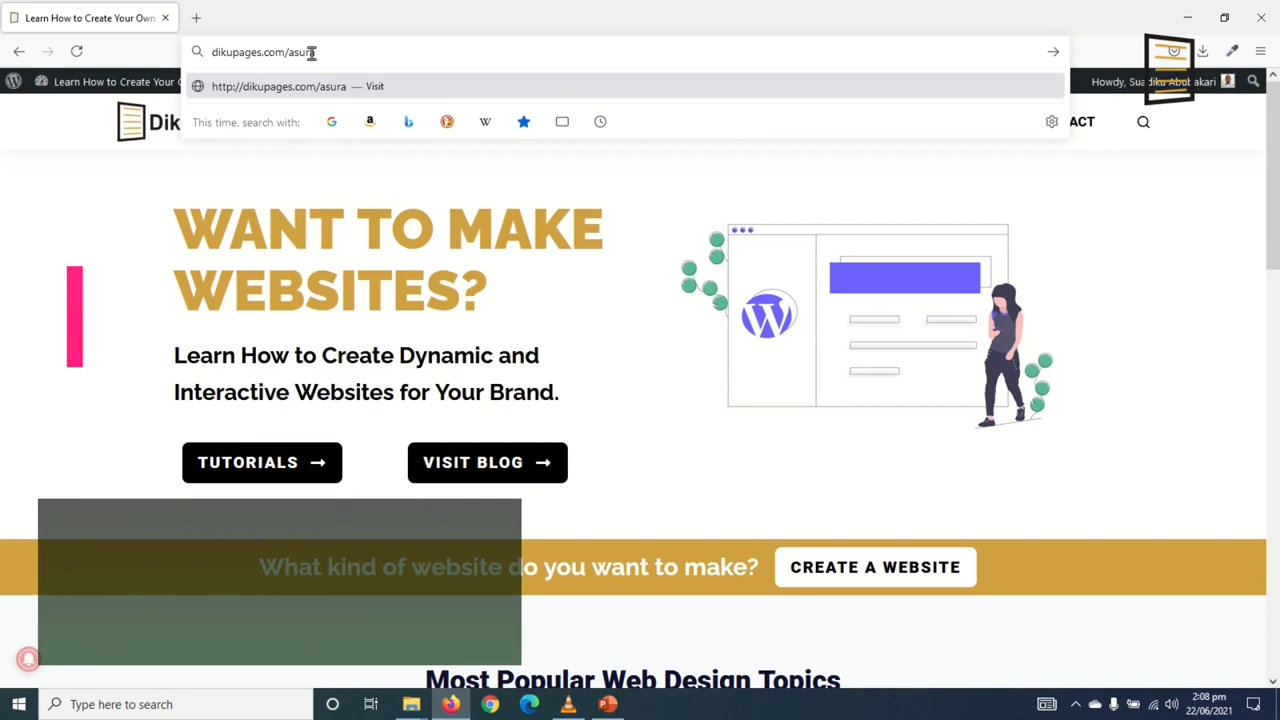 Learn How to Create Your Own
dikupages.com/asura
http://dikupages.com/asura — Visit
This time, search with:
Learn How to Create Your
Howdy, Suadiku Abubakari
Dik
ACT
WANT TO MAKE
WEBSITES?
Learn How to Create Dynamic and
Interactive Websites for Your Brand.
TUTORIALS →
VISIT BLOG →
What kind of website do you want to make?
CREATE A WEBSITE
Most Popular Web Design Topics
Type here to search
2:08 pm
22/06/2021